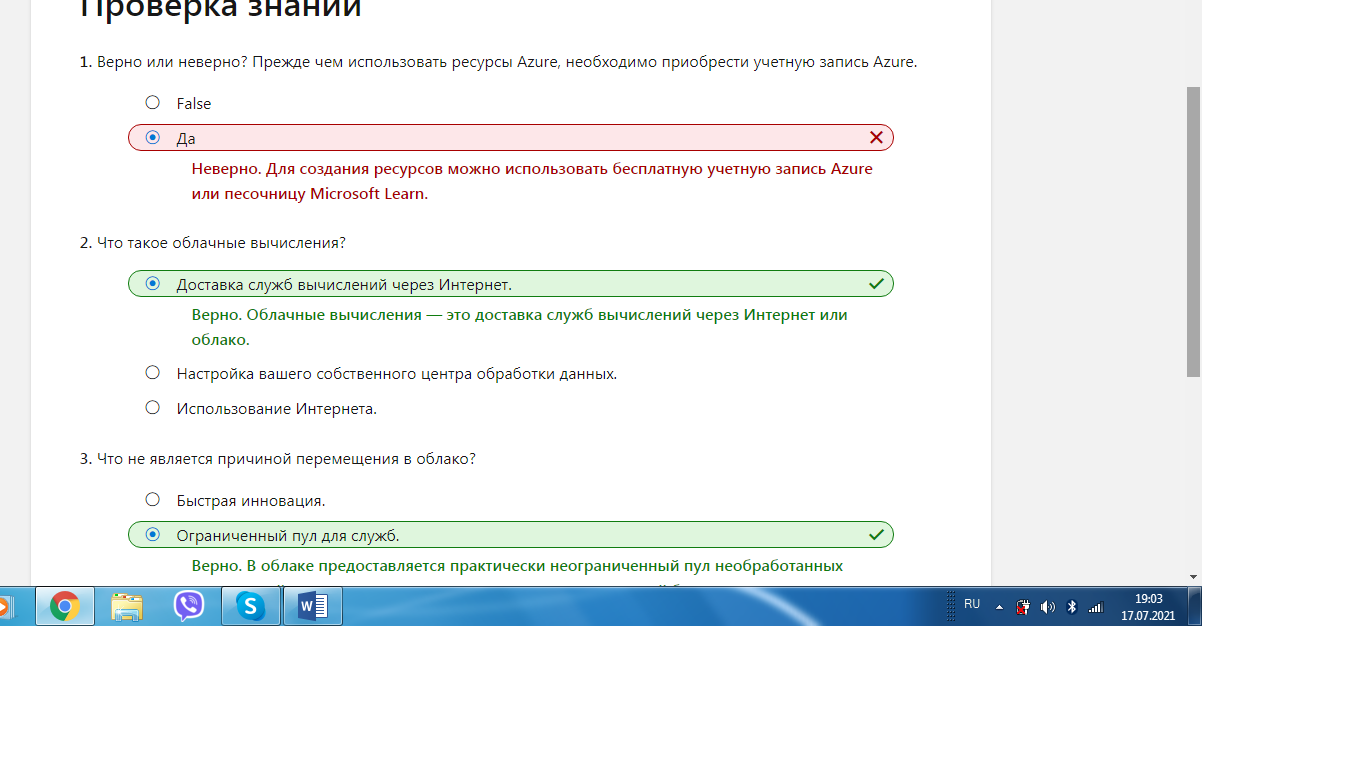 Проверка знаний
1. Верно или неверно? Прежде чем использовать ресурсы Azure, необходимо приобрести учетную запись Azure.
False
Да
Неверно. Для создания ресурсов можно использовать бесплатную учетную запись Azure
или песочницу Microsoft Learn.
2. Что такое облачные вычисления?
Доставка служб вычислений через Интернет.
Верно. Облачные вычисления — это доставка служб вычислений через Интернет или
облако.
Настройка вашего собственного центра обработки данных.
Использование Интернета.
3. Что не является причиной перемещения в облако?
Быстрая инновация.
Ограниченный пул для служб.
Верно. В облаке предоставляется практически неограниченный пул необработанных
RU
19:03
17.07.2021